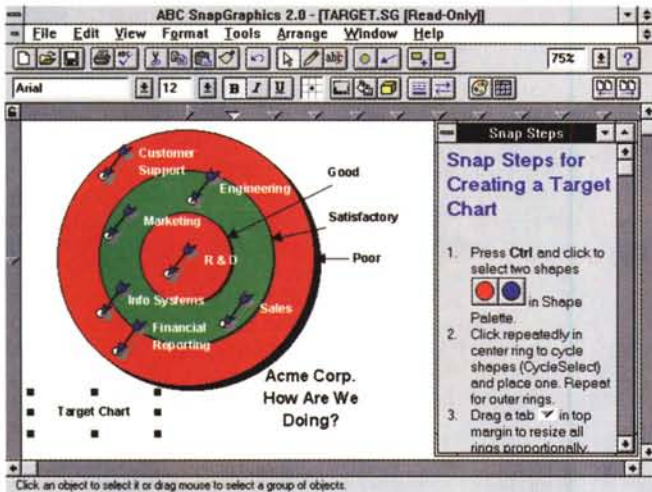 ABC SnapGraphics 2.0 - [TARGET.SG [Read-Only]]
File Edit View Format Tools Arrange Window Help
ABC
abc
75%
?
Arial
12
B I U
Snap Steps
Customer
Support
Engineering
Marketing
R & D
Info Systems
Sales
Financial
Reporting
Good
Satisfactory
Poor
Acme Corp.
How Are We
Doing?
Target Chart
Snap Steps for
Creating a Target
Chart
1. Press Ctrl and click to
select two shapes
in Shape
Palette.
2. Click repeatedly in
center ring to cycle
shapes (CycleSelect)
and place one. Repeat
for outer rings.
3. Drag a tab in top
margin to resize all
rings proportionally.
Click an object to select it or drag mouse to select a group of objects.